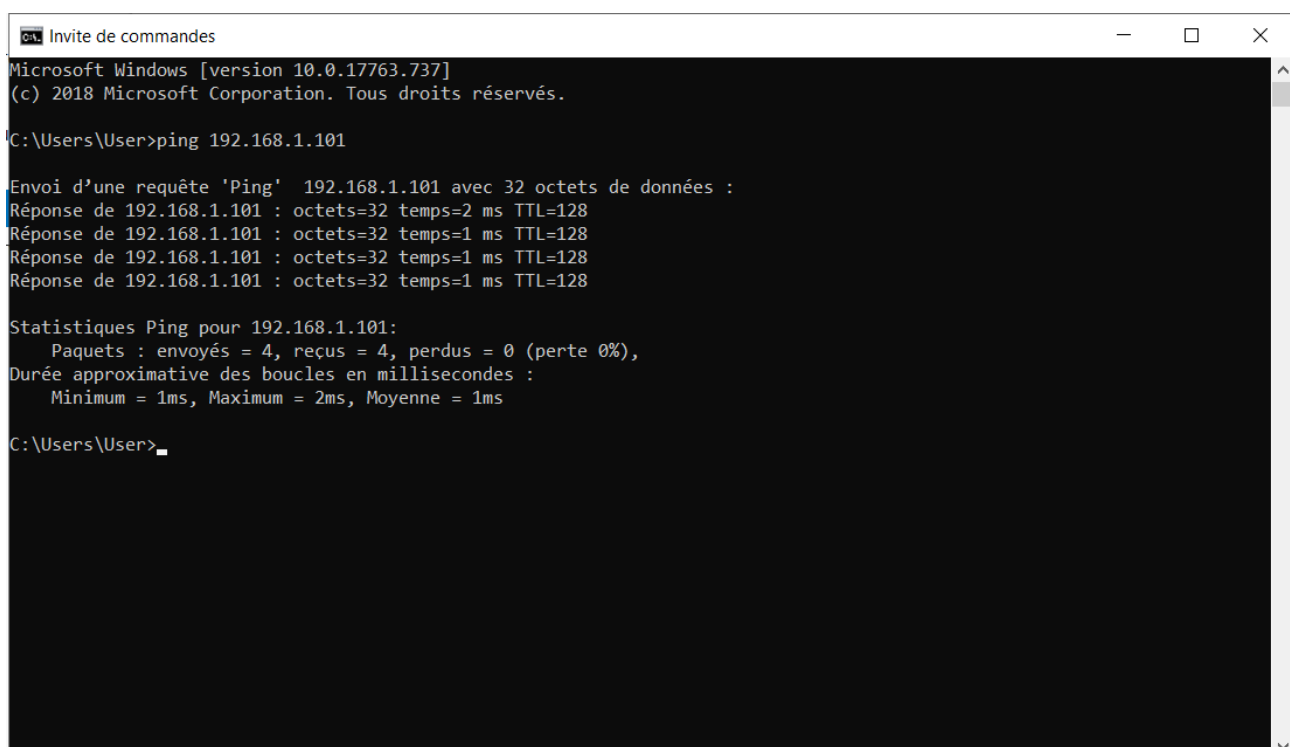 Invite de commandes
Microsoft Windows [version 10.0.17763.737]
(c) 2018 Microsoft Corporation. Tous droits réservés.
C:\Users\User>ping 192.168.1.101
Envoi d’une requête 'Ping'  192.168.1.101 avec 32 octets de données :
Réponse de 192.168.1.101 : octets=32 temps=2 ms TTL=128
Réponse de 192.168.1.101 : octets=32 temps=1 ms TTL=128
Réponse de 192.168.1.101 : octets=32 temps=1 ms TTL=128
Réponse de 192.168.1.101 : octets=32 temps=1 ms TTL=128
Statistiques Ping pour 192.168.1.101:
    Paquets : envoyés = 4, reçus = 4, perdus = 0 (perte 0%),
Durée approximative des boucles en millisecondes :
    Minimum = 1ms, Maximum = 2ms, Moyenne = 1ms
C:\Users\User>